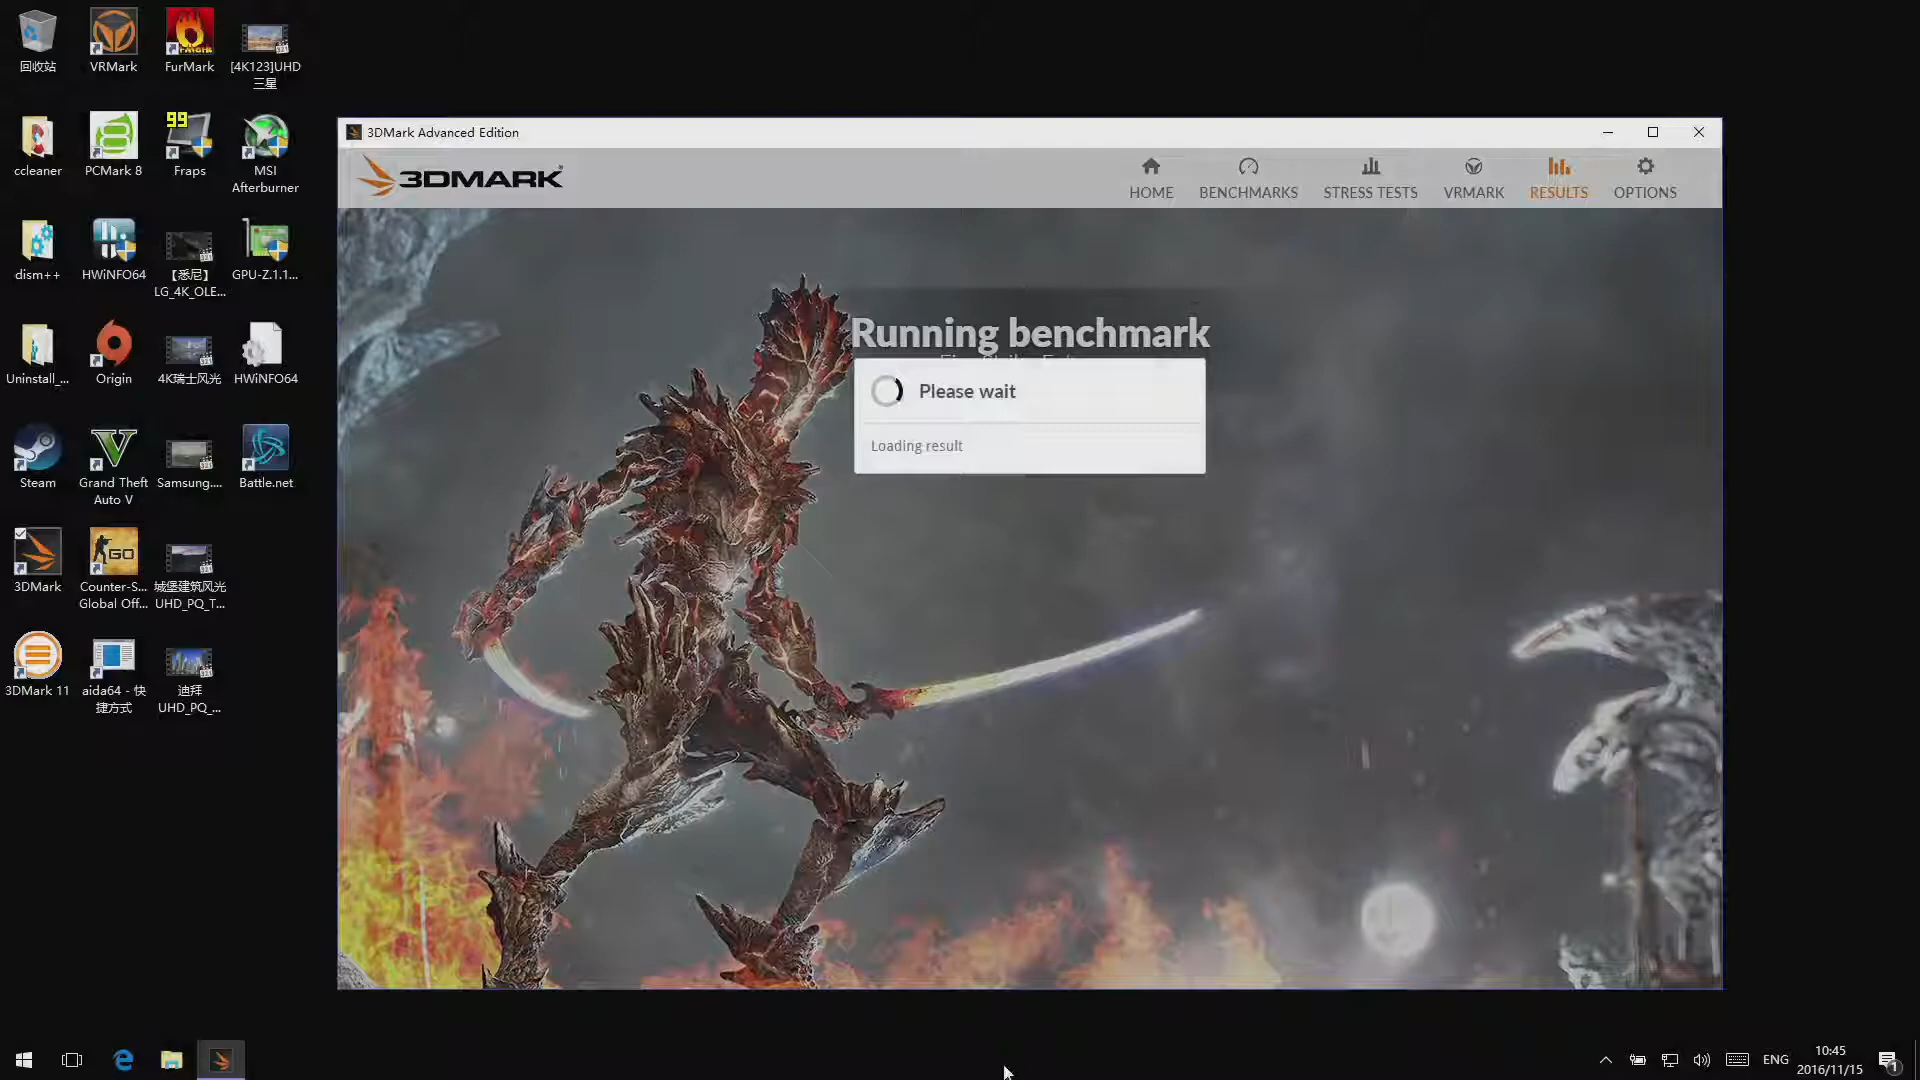 回收站
VRMark
FurMark
[4K123]UHD
三星
ccleaner
PCMark 8
99
Fraps
MSI
Afterburner
dism++
HWiNFO64
【悉尼】
LG_4K_OLE...
GPU-Z.1.1...
Uninstall_...
Origin
4K瑞士风光
HWiNFO64
Steam
Grand Theft
Auto V
Samsung....
Battle.net
3DMark
GO
Counter-S...
Global Off...
城堡建筑风光
UHD_PQ_T...
3DMark 11
aida64 - 快
捷方式
迪拜
UHD_PQ_...
3DMark Advanced Edition
3DMARK
HOME
BENCHMARKS
STRESS TESTS
VRMARK
RESULTS
OPTIONS
Running benchmark
Please wait
Loading result
ENG
10:45
2016/11/15
1